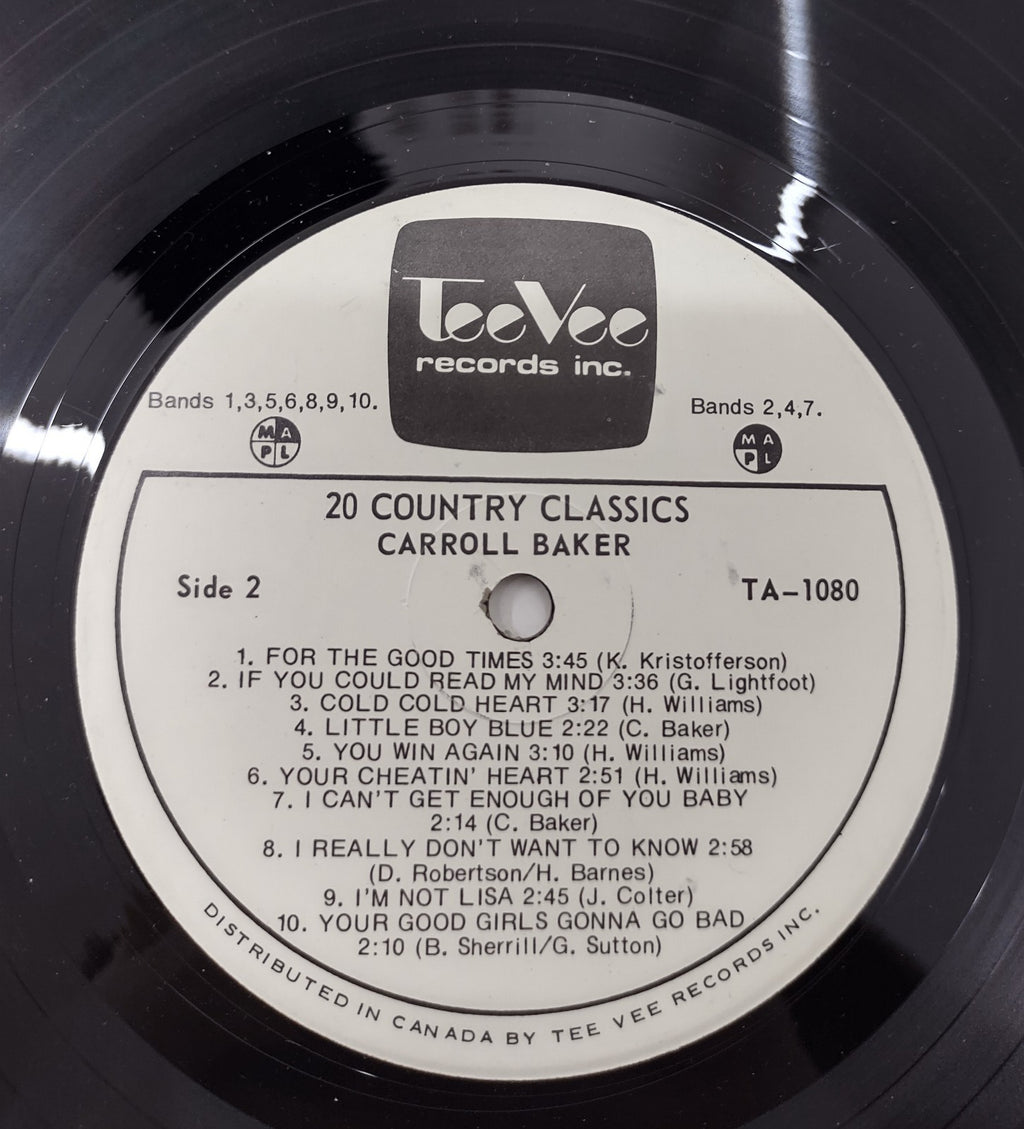 TeeVee
records inc.
Bands 1,3,5,6,8,9,10.
M A
P L
Bands 2,4,7.
M A
P L
20 COUNTRY CLASSICS
CARROLL BAKER
Side 2
TA-1080
1. FOR THE GOOD TIMES 3:45 (K. Kristofferson)
2. IF YOU COULD READ MY MIND 3:36 (G. Lightfoot)
3. COLD COLD HEART 3:17 (H. Williams)
4. LITTLE BOY BLUE 2:22 (C. Baker)
5. YOU WIN AGAIN 3:10 (H. Williams)
6. YOUR CHEATIN' HEART 2:51 (H. Williams)
7. I CAN'T GET ENOUGH OF YOU BABY
2:14 (C. Baker)
8. I REALLY DON'T WANT TO KNOW 2:58
(D. Robertson/H. Barnes)
9. I'M NOT LISA 2:45 (J. Colter)
10. YOUR GOOD GIRLS GONNA GO BAD
2:10 (B. Sherrill/G. Sutton)
DISTRIBUTED IN CANADA BY TEE VEE RECORDS INC.